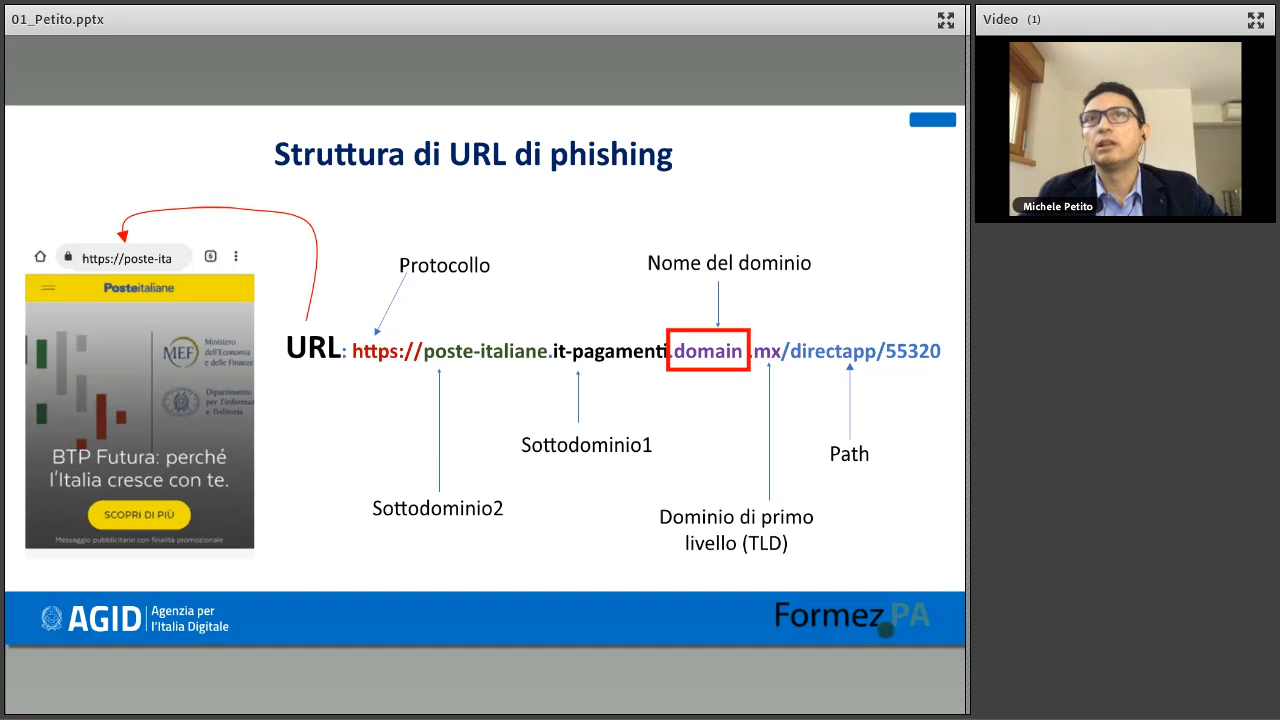 01_Petito.pptx
Video (1)
Michele Petito
Struttura di URL di phishing
https://poste-ita
6
Posteitaliane
MEF
Ministero
dell'Economia
e delle Finanze
Dipartimento
per l'Informa
e l'editoria
BTP Futura: perché
l'Italia cresce con te.
SCOPRI DI PIÙ
Messaggio pubblicitario con finalità promozionale
Protocollo
Nome del dominio
URL: https://poste-italiane.it-pagamenti.domain.mx/directapp/55320
Sottodominio1
Path
Sottodominio2
Dominio di primo
livello (TLD)
AGID
Agenzia per
l'Italia Digitale
Formez PA